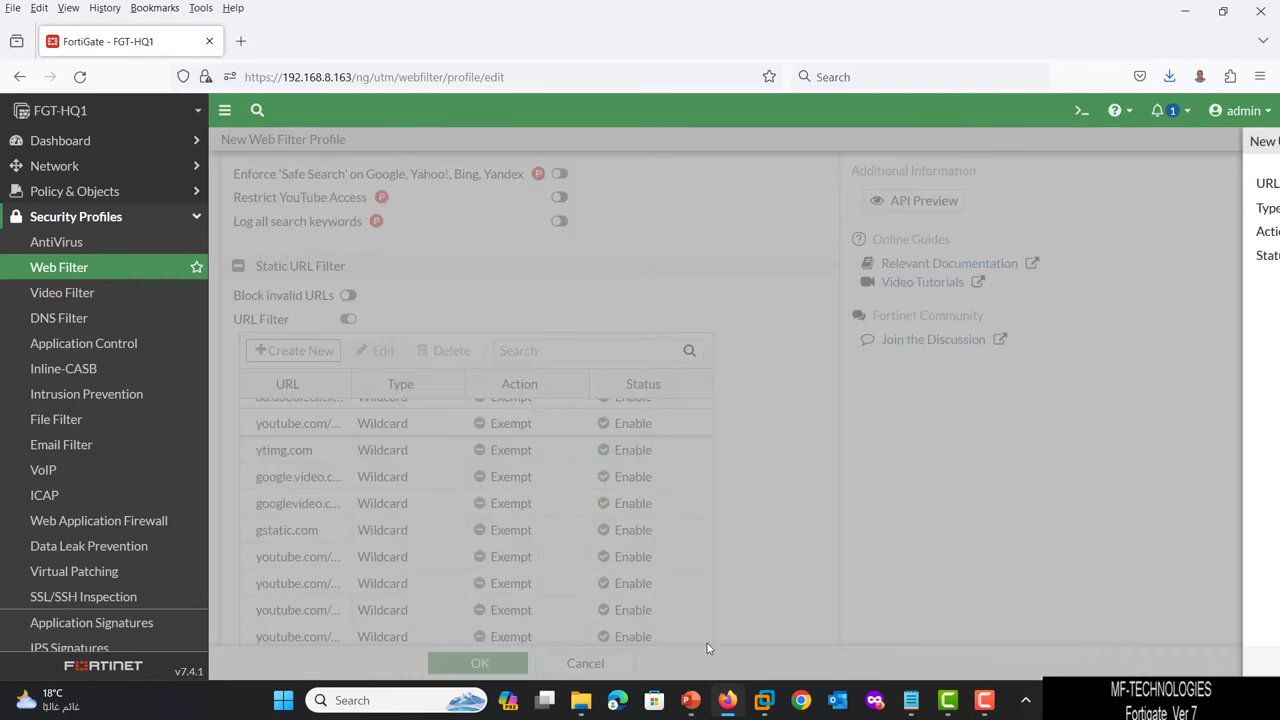 File Edit View History Bookmarks Tools Help
FortiGate - FGT-HQ1
https://192.168.8.163/ng/utm/webfilter/profile/edit
Search
FGT-HQ1
admin
1
Dashboard
Network
Policy & Objects
Security Profiles
AntiVirus
Web Filter
Video Filter
DNS Filter
Application Control
Inline-CASB
Intrusion Prevention
File Filter
Email Filter
VoIP
ICAP
Web Application Firewall
Data Leak Prevention
Virtual Patching
SSL/SSH Inspection
Application Signatures
IPS Signatures
FORTINET v7.4.1
New Web Filter Profile
Enforce 'Safe Search' on Google, Yahoo!, Bing, Yandex P
Restrict YouTube Access P
Log all search keywords P
Static URL Filter
Block invalid URLs
URL Filter
+Create New Edit Delete Search
URL Type Action Status
Exempt Enable
youtube.com/... Wildcard Exempt Enable
ytimg.com Wildcard Exempt Enable
google.video.c... Wildcard Exempt Enable
googlevideo.c... Wildcard Exempt Enable
gstatic.com Wildcard Exempt Enable
youtube.com/... Wildcard Exempt Enable
youtube.com/... Wildcard Exempt Enable
youtube.com/... Wildcard Exempt Enable
youtube.com/... Wildcard Exempt Enable
OK Cancel
Additional Information
API Preview
Online Guides
Relevant Documentation
Video Tutorials
Fortinet Community
Join the Discussion
New
URL
Type
18°C
غائم غالبًا
Search
MF-TECHNOLOGIES
Fortigate Ver 7